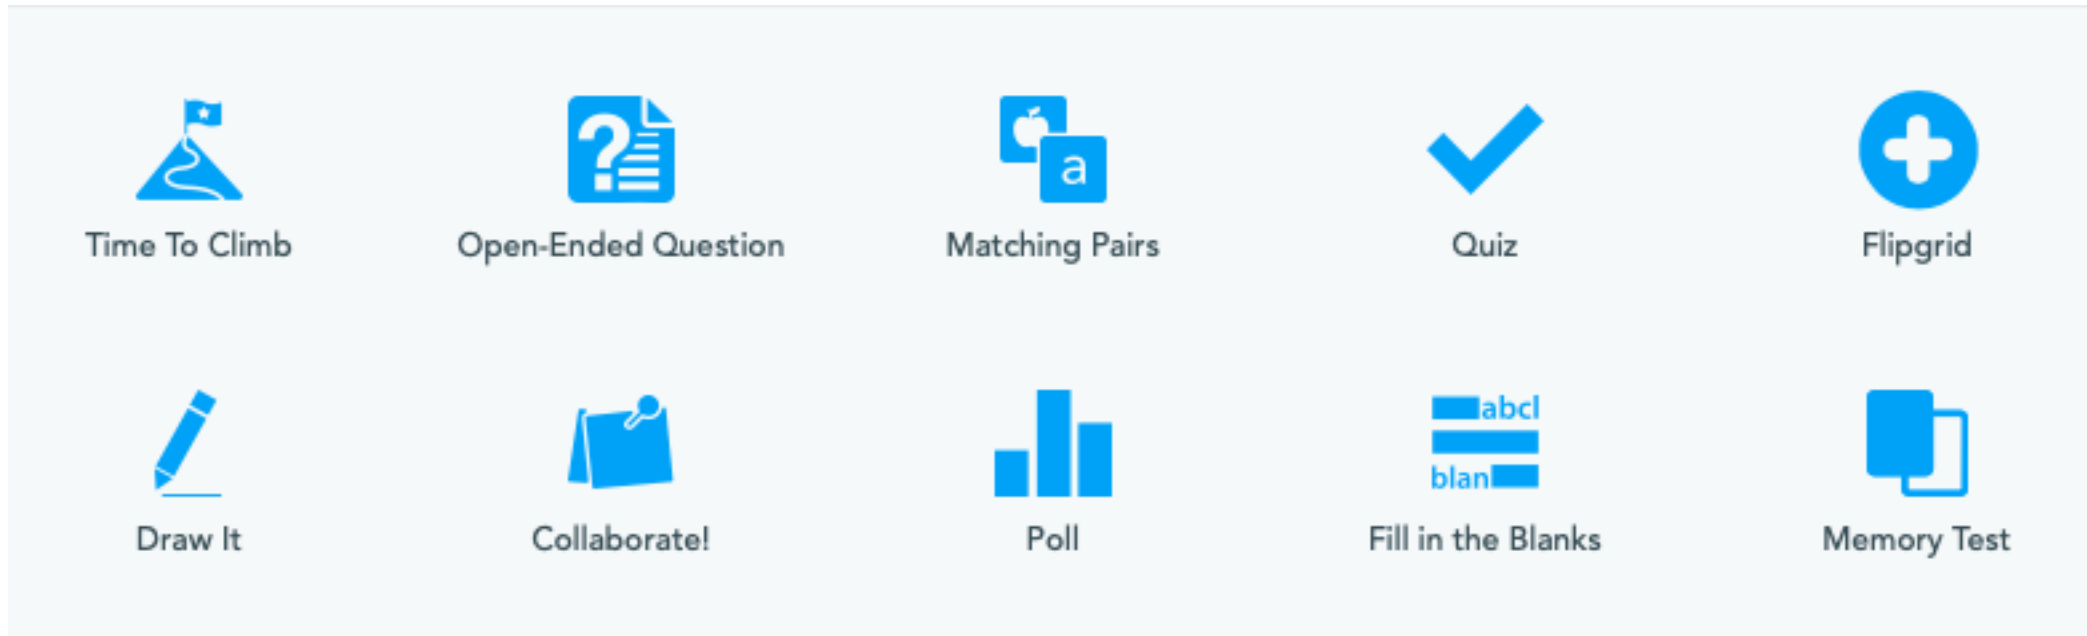 a
Time To Climb
Open-Ended Question
Matching Pairs
Quiz
Flipgrid
abcl
blan
Draw It
Collaborate!
Poll
Fill in the Blanks
Memory Test